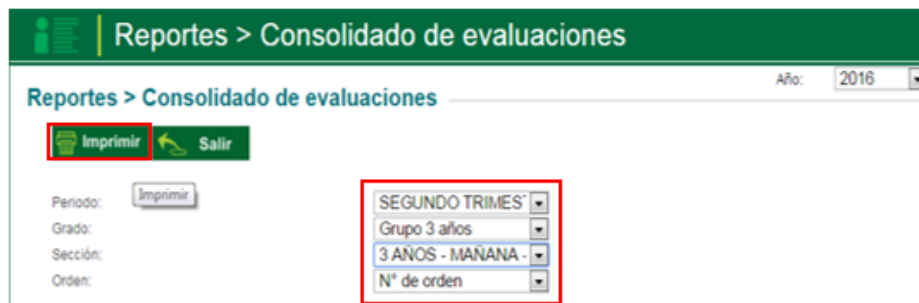 Reportes > Consolidado de evaluaciones
Año: 2016
Reportes > Consolidado de evaluaciones
Imprimir Salir
Imprimir
Periodo: SEGUNDO TRIMEST
Grado: Grupo 3 años
Sección: 3 AÑOS - MAÑANA -
Orden: N° de orden